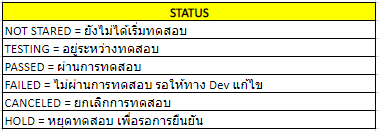 STATUS
NOT STARED = ยังไม่ได้เริ่มทดสอบ
TESTING = อยู่ระหว่างทดสอบ
PASSED = ผ่านการทดสอบ
FAILED = ไม่ผ่านการทดสอบ รอให้ทาง Dev แก้ไข
CANCELED = ยกเลิกการทดสอบ
HOLD = หยุดทดสอบ เพื่อรอการยืนยัน